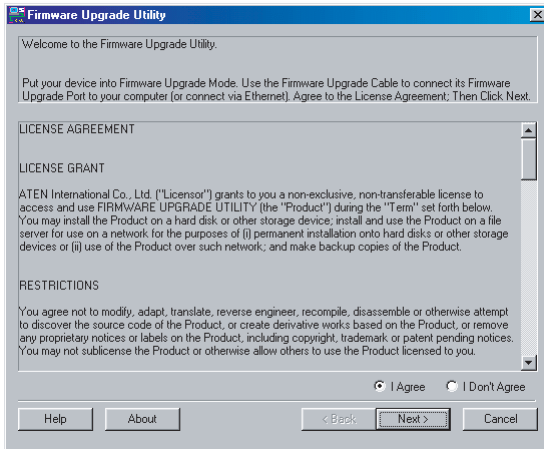 Firmware Upgrade Utility
Welcome to the Firmware Upgrade Utility.
Put your device into Firmware Upgrade Mode. Use the Firmware Upgrade Cable to connect its Firmware
Upgrade Port to your computer (or connect via Ethernet). Agree to the License Agreement; Then Click Next.
LICENSE AGREEMENT
LICENSE GRANT
ATEN International Co., Ltd. ("Licensor") grants to you a non-exclusive, non-transferable license to
access and use FIRMWARE UPGRADE UTILITY (the "Product") during the "Term" set forth below.
You may install the Product on a hard disk or other storage device; install and use the Product on a file
server for use on a network for the purposes of (i) permanent installation onto hard disks or other storage
devices or (ii) use of the Product over such network; and make backup copies of the Product.
RESTRICTIONS
You agree not to modify, adapt, translate, reverse engineer, recompile, disassemble or otherwise attempt
to discover the source code of the Product, or create derivative works based on the Product, or remove
any proprietary notices or labels on the Product, including copyright, trademark or patent pending notices.
You may not sublicense the Product or otherwise allow others to use the Product licensed to you.
I Agree I Don't Agree
Help About < Back Next > Cancel